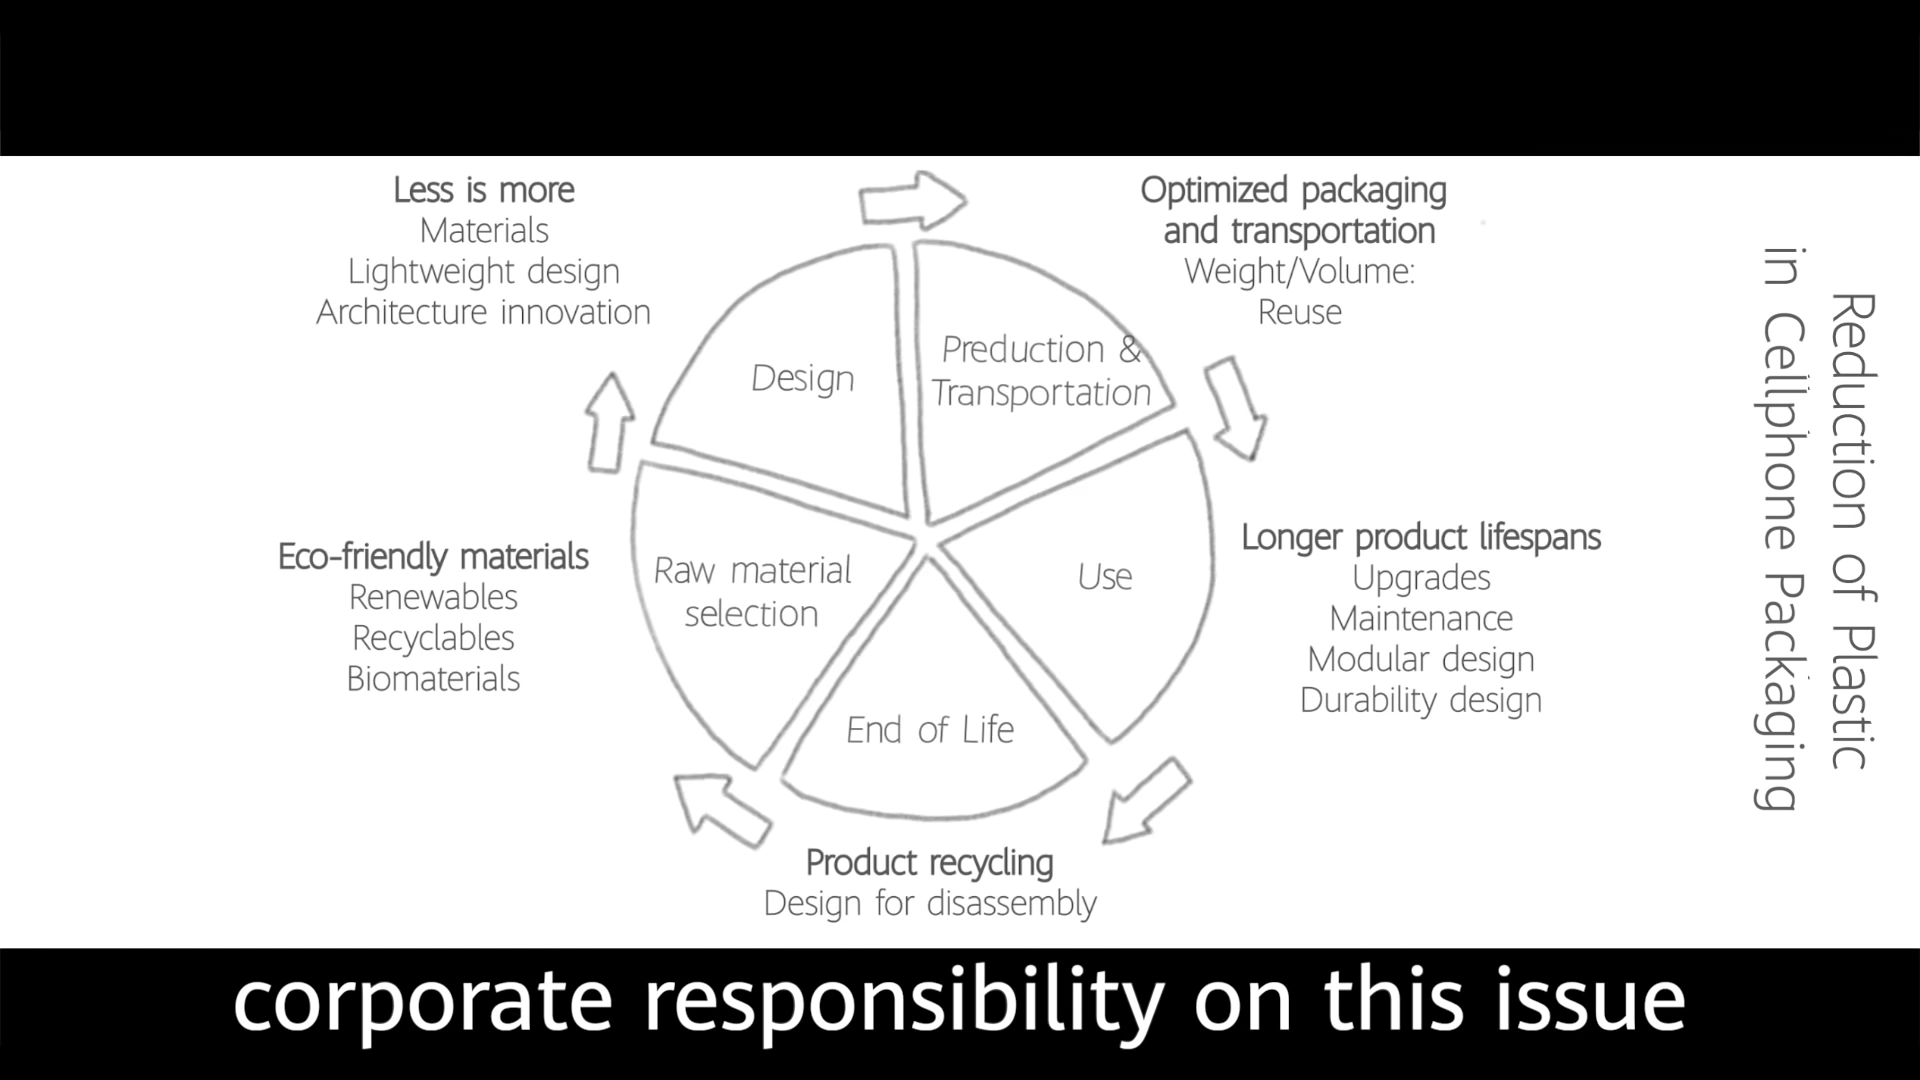 Less is more
Materials
Lightweight design
Architecture innovation
Optimized packaging
and transportation
Weight/Volume:
Reuse
Design
Preduction &
Transportation
Eco-friendly materials
Renewables
Recyclables
Biomaterials
Raw material
selection
Use
Longer product lifespans
Upgrades
Maintenance
Modular design
Durability design
End of Life
Product recycling
Design for disassembly
Reduction of Plastic
in Cellphone Packaging
corporate responsibility on this issue